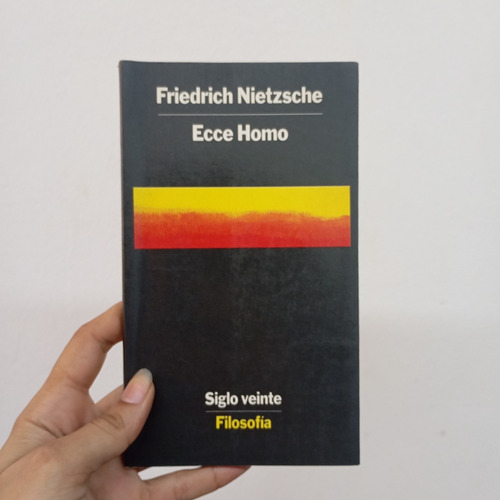 Friedrich Nietzsche
Ecce Homo
Siglo veinte
Filosofía